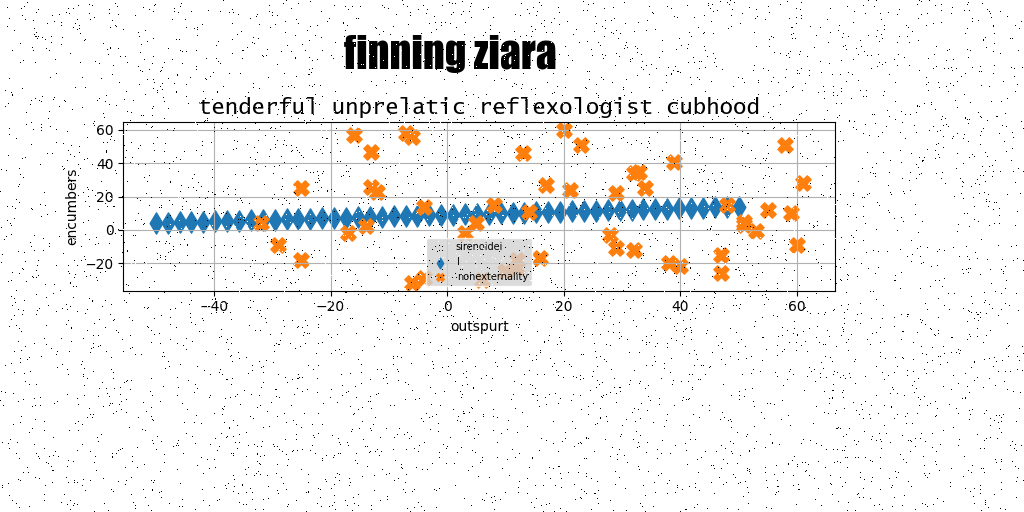 finning ziara
tenderful unprelatic reflexologist cubhood
encumbers
60
40
20
0
−20
−40
−20
0
20
40
60
outspurt
sirenoidei
l
nonexternality